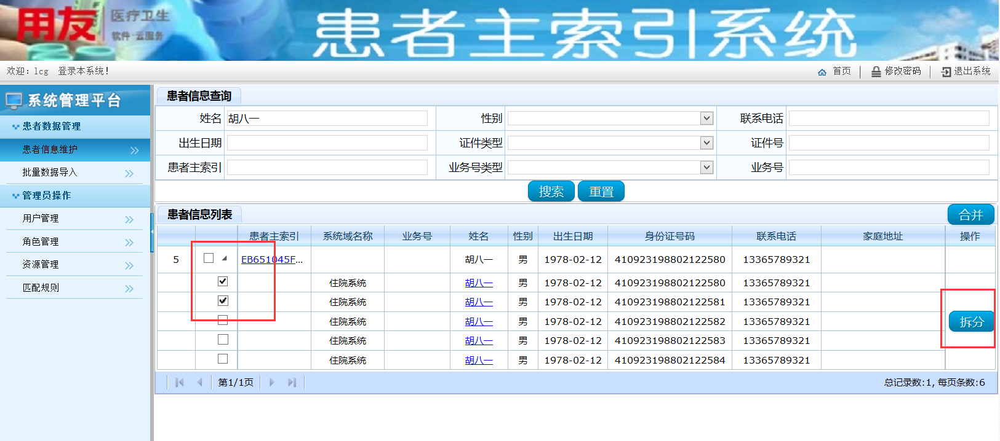 用友 医疗卫生
软件·云服务
患者主索引系统
欢迎: lcg 登录本系统!
首页 | 修改密码 | 退出系统
系统管理平台
患者数据管理
患者信息维护
批量数据导入
管理员操作
用户管理
角色管理
资源管理
匹配规则
患者信息查询
姓名 胡八一 性别 联系电话
出生日期 证件类型 证件号
患者主索引 业务号类型 业务号
搜索 重置
患者信息列表 合并
患者主索引 系统域名称 业务号 姓名 性别 出生日期 身份证号码 联系电话 家庭地址 操作
5 EB651045F... 胡八一 男 1978-02-12 410923198802122580 13365789321
住院系统 胡八一 男 1978-02-12 410923198802122580 13365789321
住院系统 胡八一 男 1978-02-12 410923198802122581 13365789321
住院系统 胡八一 男 1978-02-12 410923198802122582 13365789321 拆分
住院系统 胡八一 男 1978-02-12 410923198802122583 13365789321
住院系统 胡八一 男 1978-02-12 410923198802122584 13365789321
第1/1页 总记录数:1, 每页条数:6